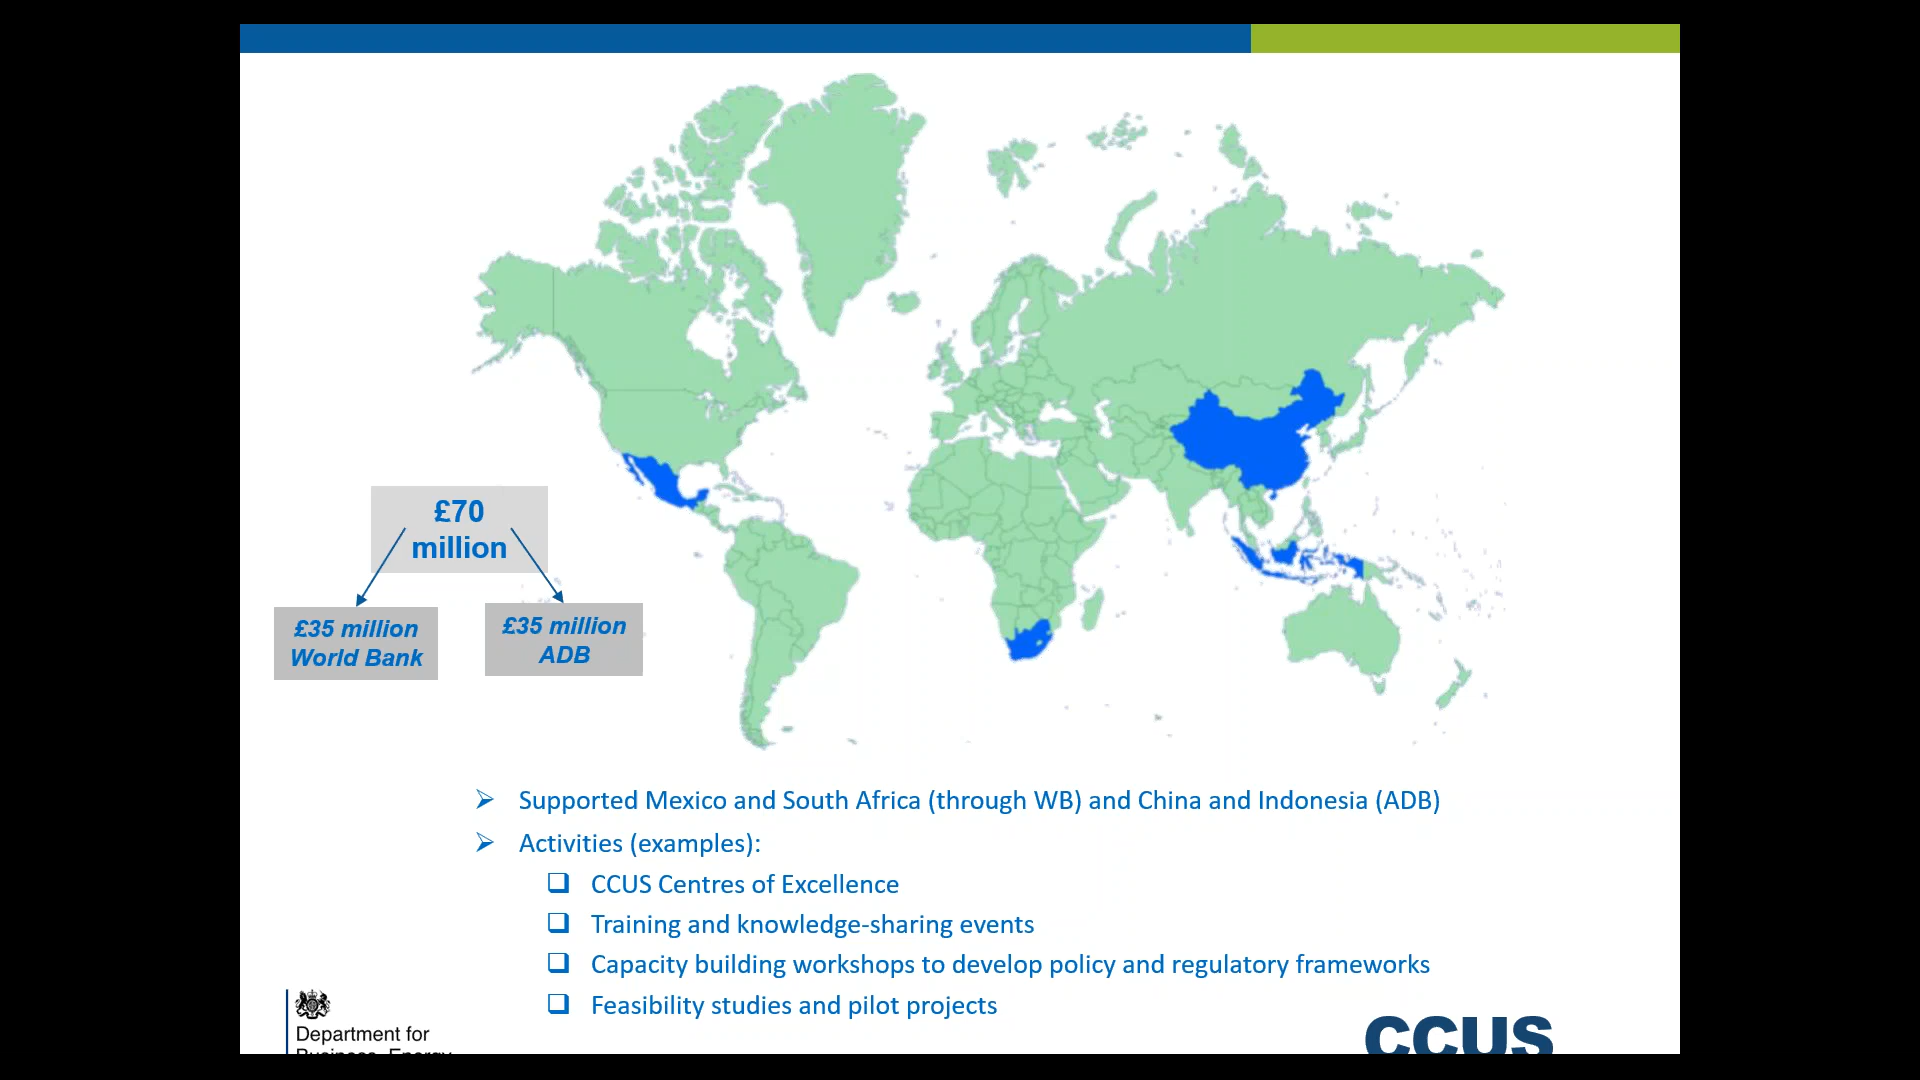 £70
million
£35 million
World Bank
£35 million
ADB
Supported Mexico and South Africa (through WB) and China and Indonesia (ADB)
Activities (examples):
CCUS Centres of Excellence
Training and knowledge-sharing events
Capacity building workshops to develop policy and regulatory frameworks
Feasibility studies and pilot projects
Department for
Business, Energy
CCUS